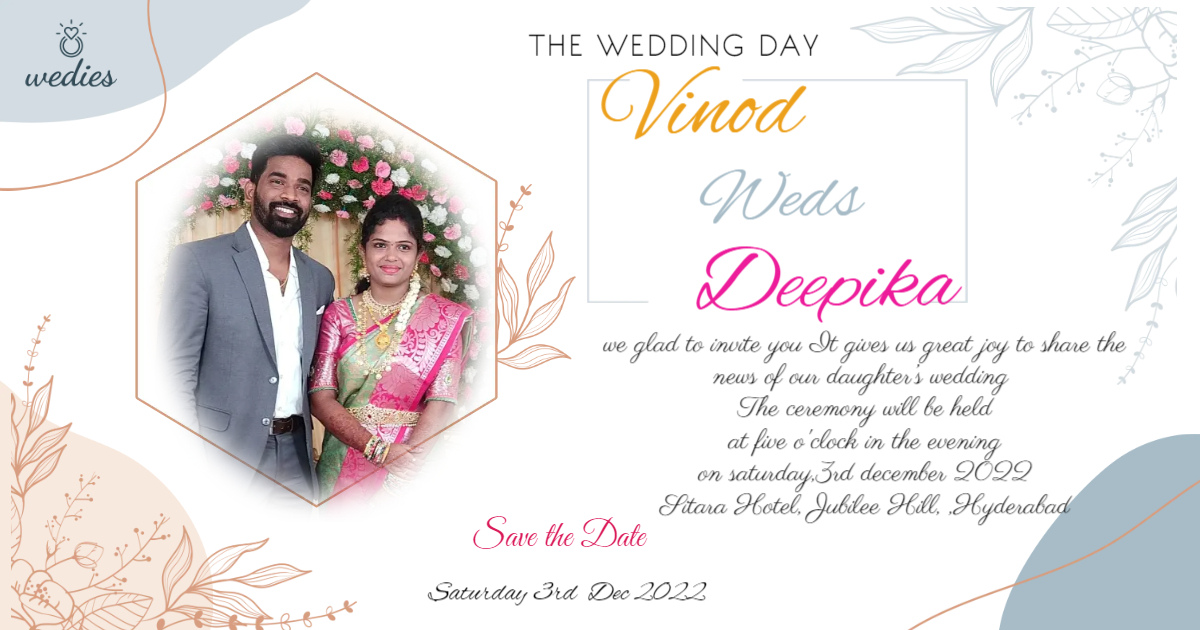 wedies
THE WEDDING DAY
Vinod
Weds
Deepika
we glad to invite you It gives us great joy to share the
news of our daughter's wedding
The ceremony will be held
at five o'clock in the evening
on saturday,3rd december 2022
Sitara Hotel, Jubilee Hill, ,Hyderabad
Save the Date
Saturday 3rd Dec 2022